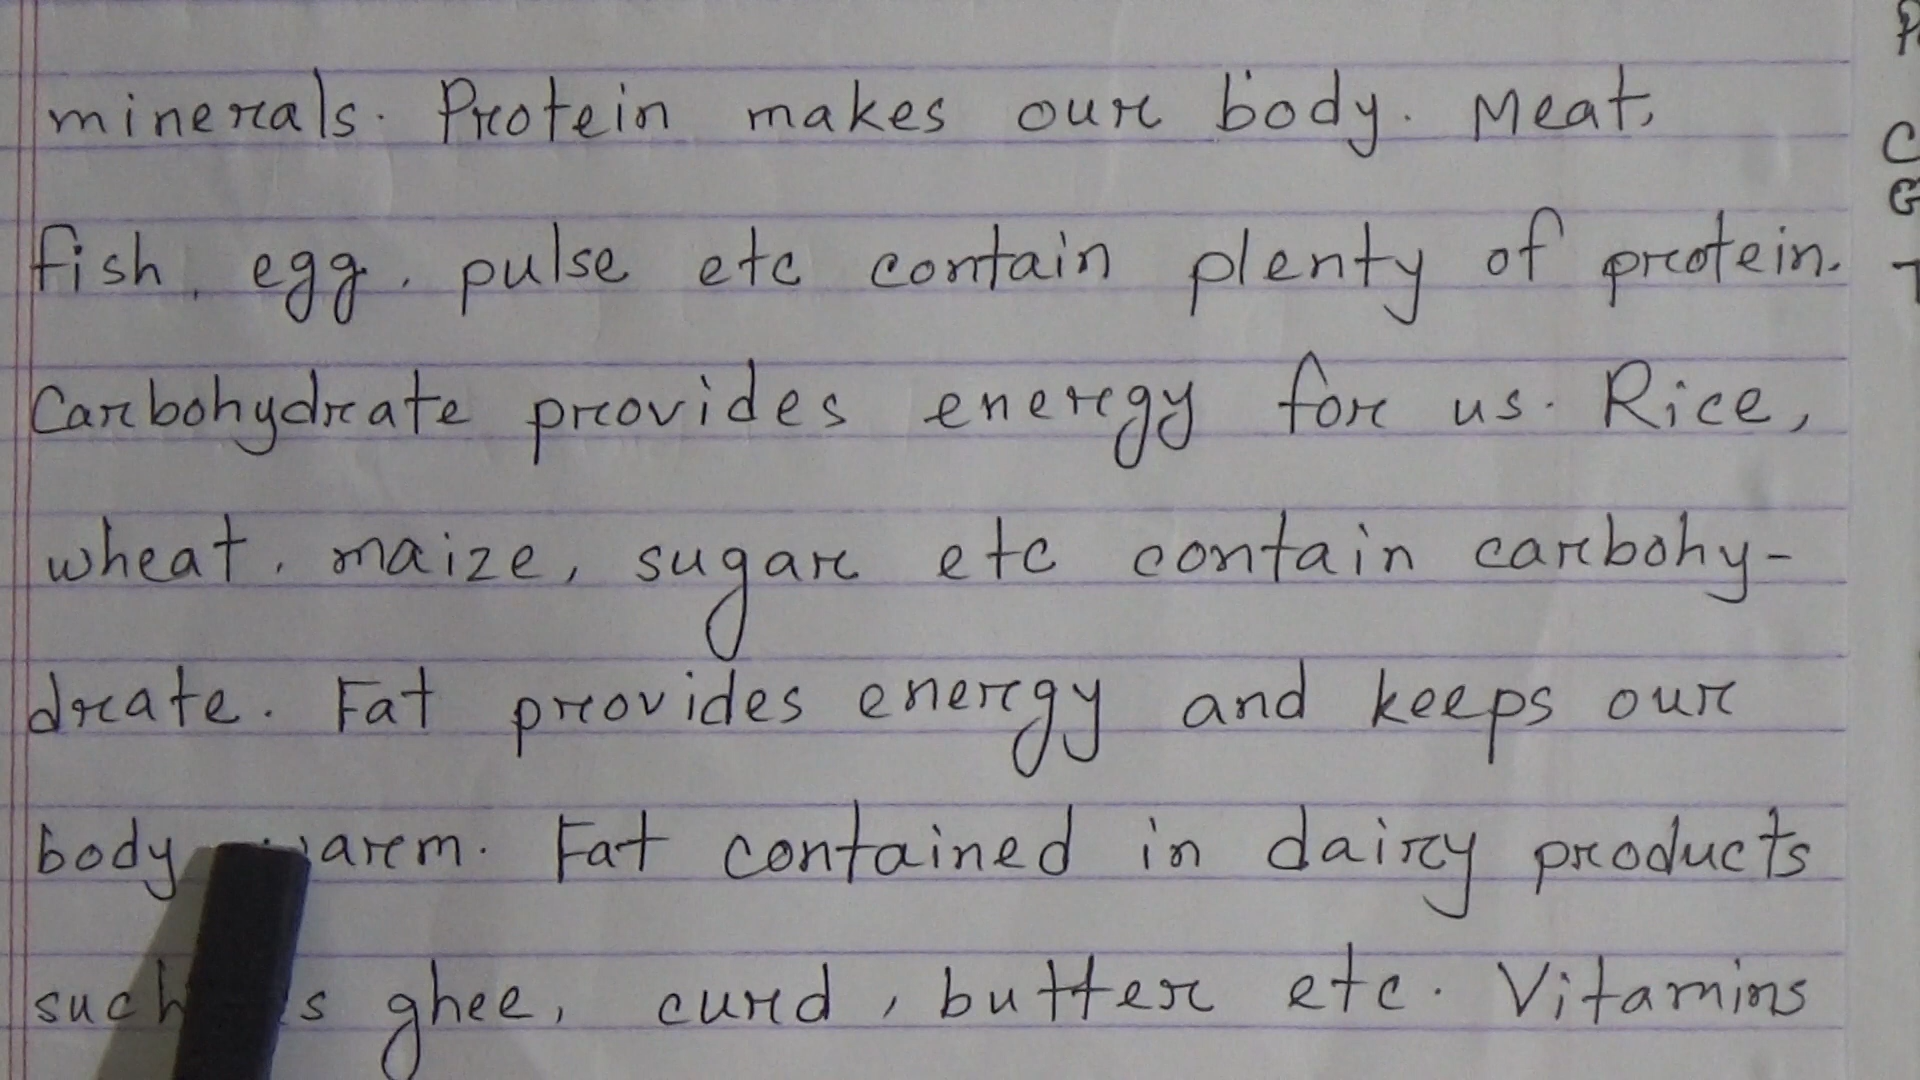 minerals. Protein makes our body. Meat,
fish, egg, pulse etc contain plenty of protein.
Carbohydrate provides energy for us. Rice,
wheat, maize, sugar etc contain carbohy-
drate. Fat provides energy and keeps our
body warm. Fat contained in dairy products
such as ghee, curd, butter etc. Vitamins